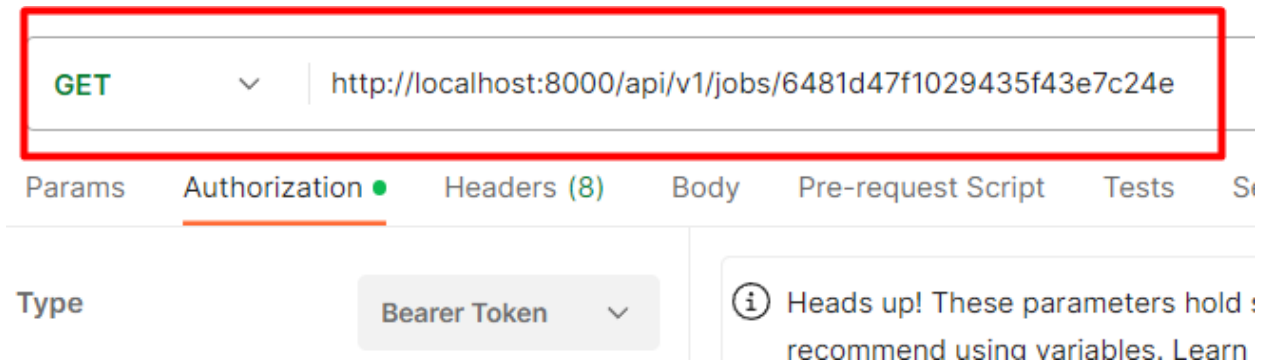 GET http://localhost:8000/api/v1/jobs/6481d47f1029435f43e7c24e
Params Authorization Headers (8) Body Pre-request Script Tests
Type Bearer Token Heads up! These parameters hold
recommend using variables. Learn